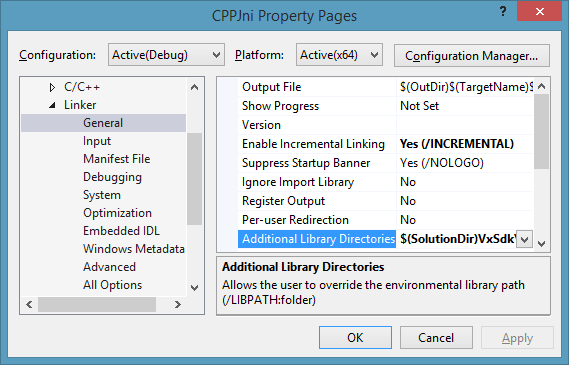 CPPJni Property Pages
? X
Configuration: Active(Debug) Platform: Active(x64) Configuration Manager...
C/C++
Linker
General
Input
Manifest File
Debugging
System
Optimization
Embedded IDL
Windows Metadata
Advanced
All Options
Output File $(OutDir)$(TargetName)$
Show Progress Not Set
Version
Enable Incremental Linking Yes (/INCREMENTAL)
Suppress Startup Banner Yes (/NOLOGO)
Ignore Import Library No
Register Output No
Per-user Redirection No
Additional Library Directories $(SolutionDir)VxSdk
Additional Library Directories
Allows the user to override the environmental library path
(/LIBPATH:folder)
OK Cancel Apply